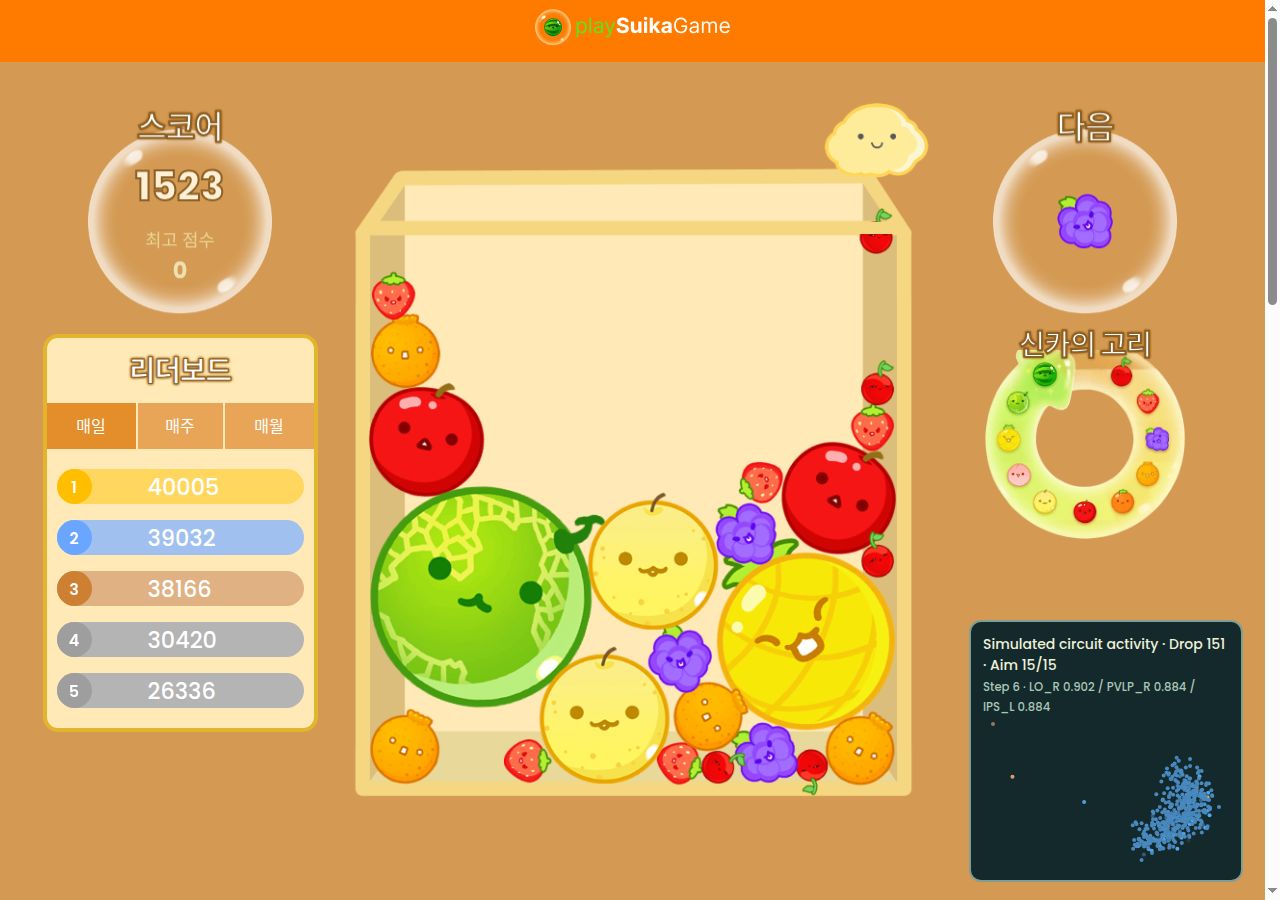 playSuikaGame
스코어
1523
최고 점수
0
다음
신카의 고리
리더보드
매일
매주
매월
1 40005
2 39032
3 38166
4 30420
5 26336
Simulated circuit activity · Drop 151
· Aim 15/15
Step 6 · LO_R 0.902 / PVLP_R 0.884 /
IPS_L 0.884